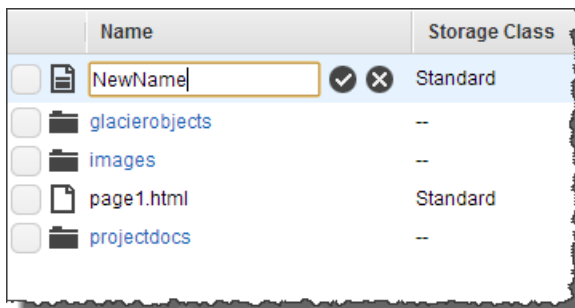 Name Storage Class
NewName Standard
glacierobjects --
images --
page1.html Standard
projectdocs --